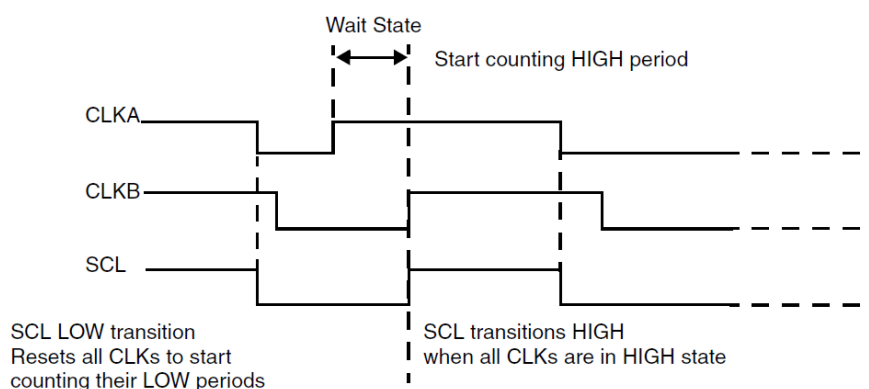 Wait State
Start counting HIGH period
CLKA
CLKB
SCL
SCL LOW transition
Resets all CLKs to start
counting their LOW periods
SCL transitions HIGH
when all CLKs are in HIGH state